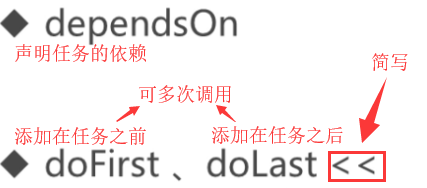 ◆ dependsOn
声明任务的依赖
简写
可多次调用
添加在任务之前
添加在任务之后
◆ doFirst 、doLast <<